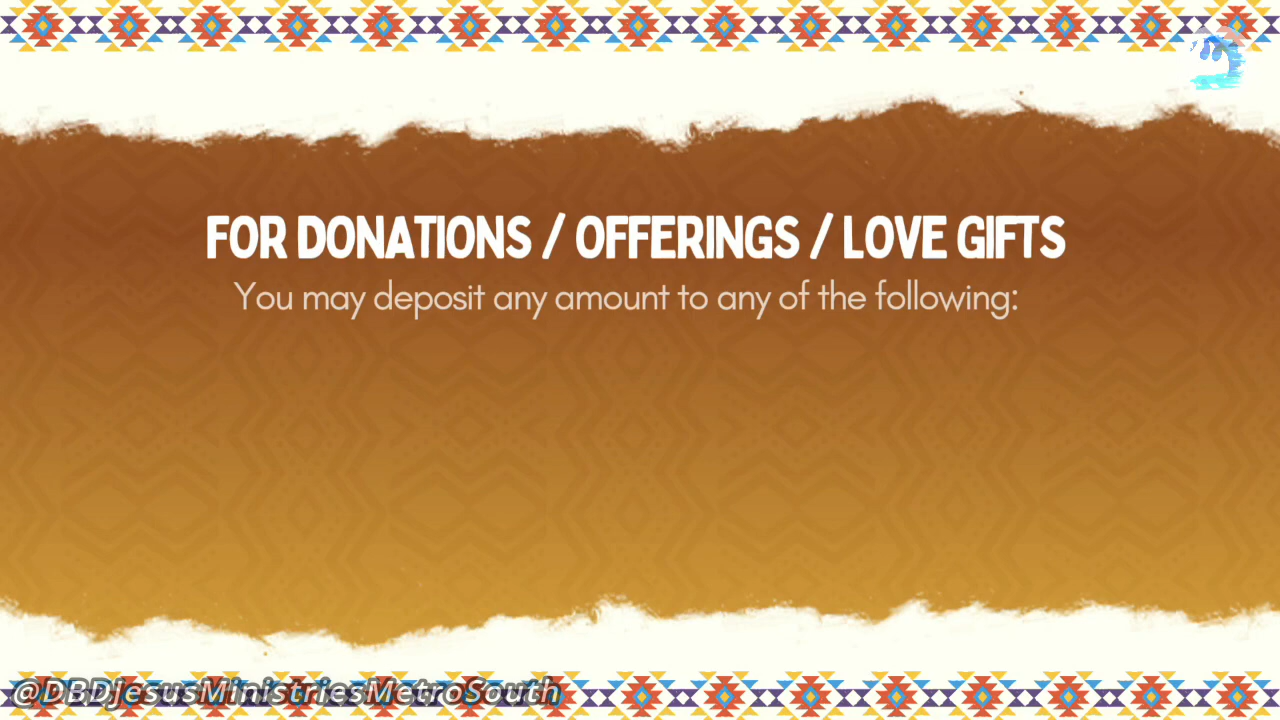 FOR DONATIONS / OFFERINGS / LOVE GIFTS
You may deposit any amount to any of the following:
@DBDJesusMinistriesMetroSouth